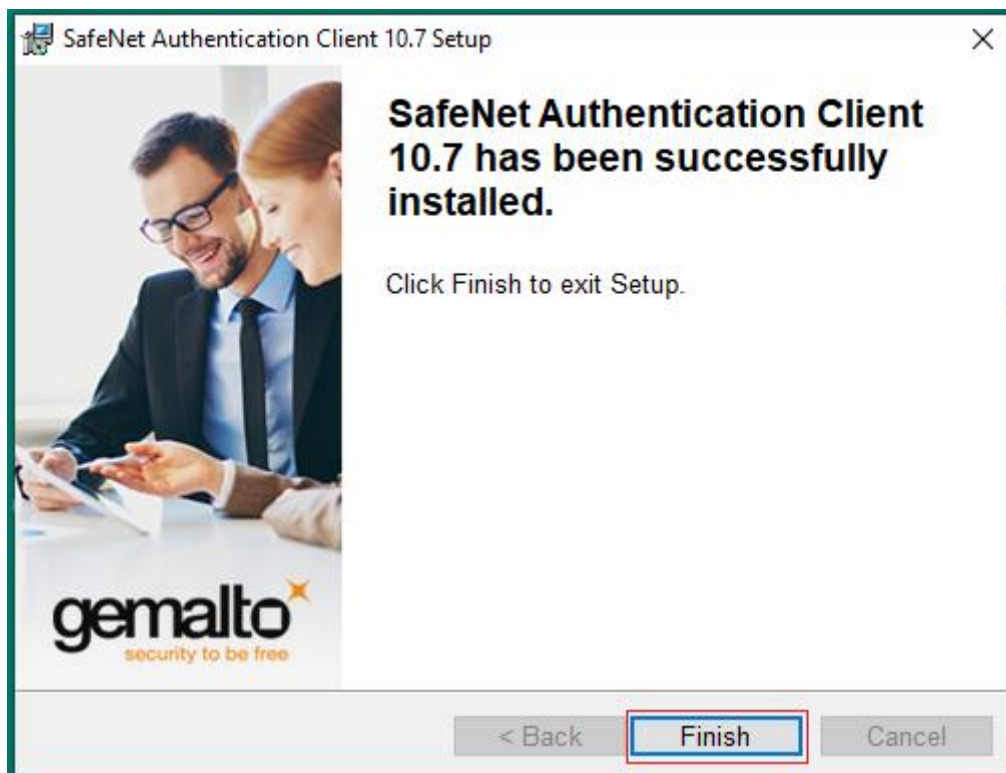 SafeNet Authentication Client 10.7 Setup
SafeNet Authentication Client
10.7 has been successfully
installed.
Click Finish to exit Setup.
gemalto
security to be free
< Back
Finish
Cancel